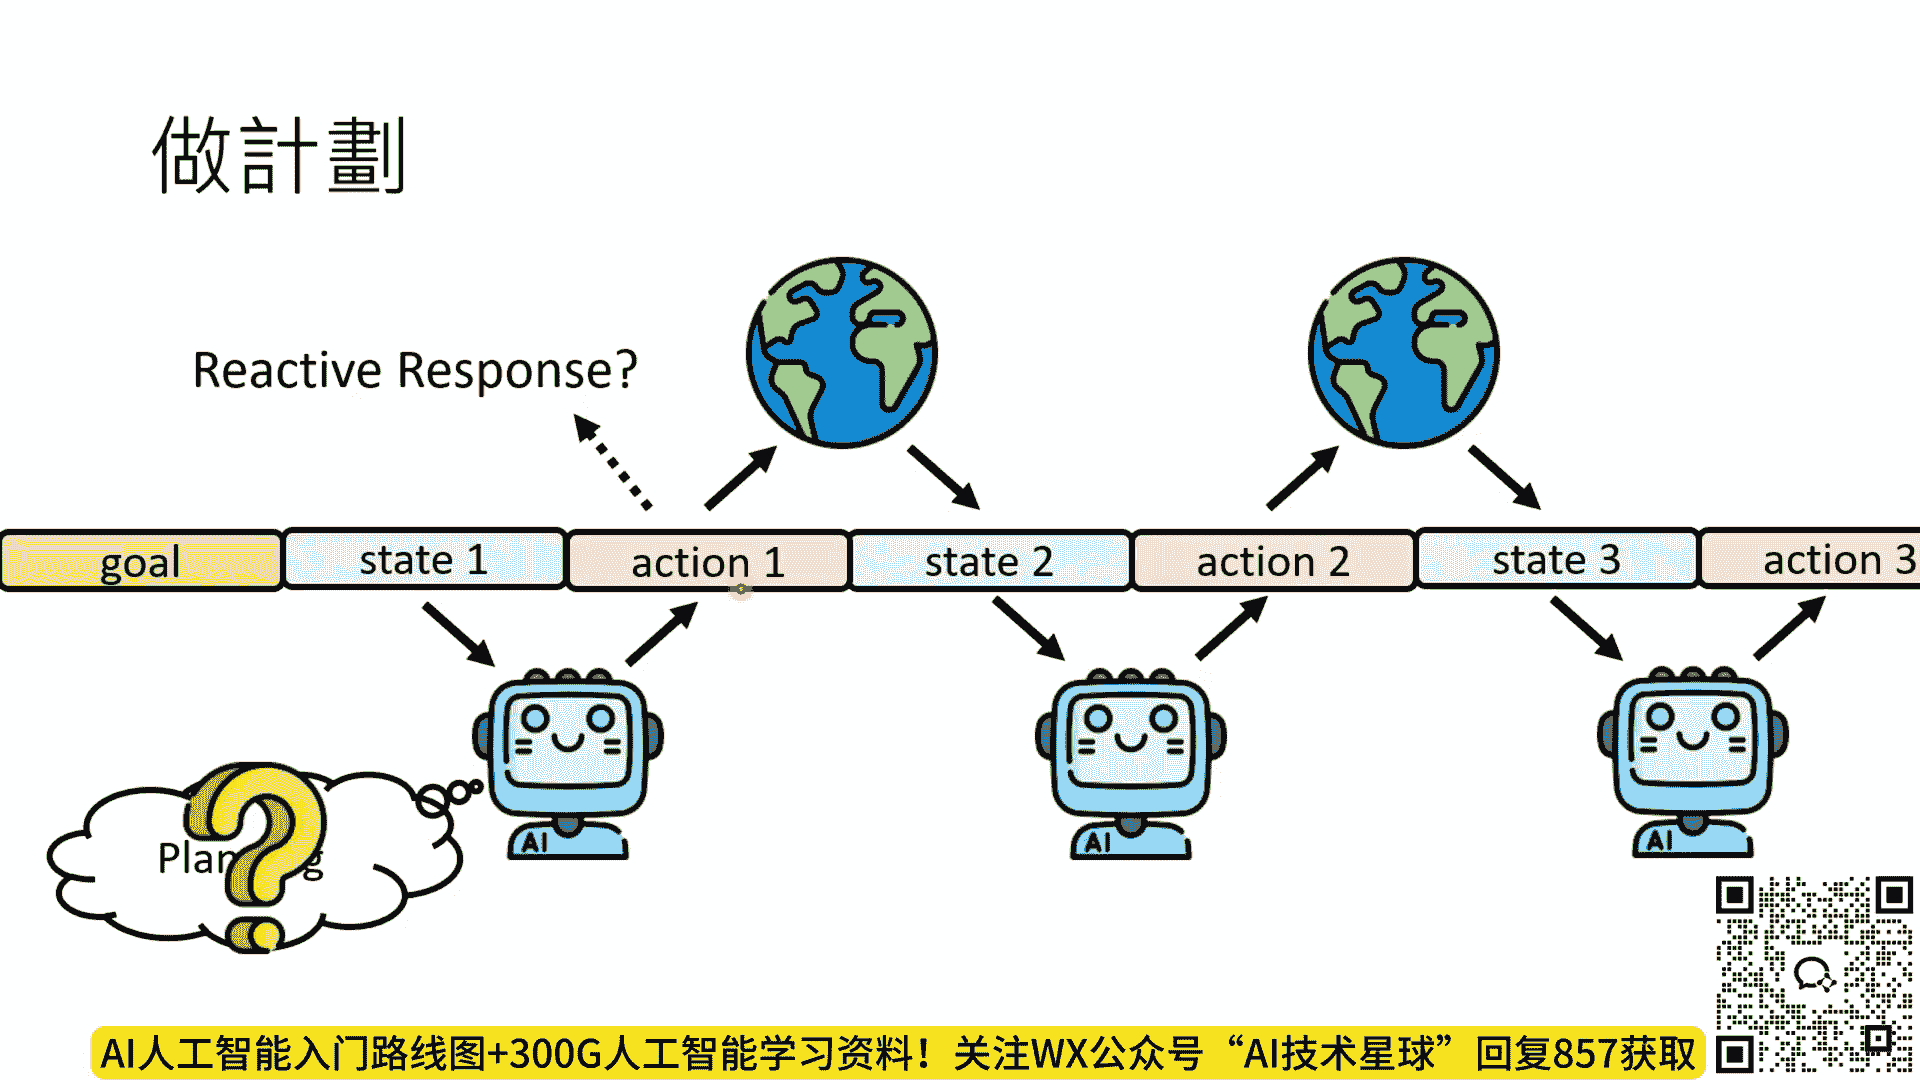 做計劃
Reactive Response?
goal
state 1
action 1
state 2
action 2
state 3
action 3
AI
AI
AI
AI人工智能入门路线图+300G人工智能学习资料！关注WX公众号“AI技术星球”回复857获取